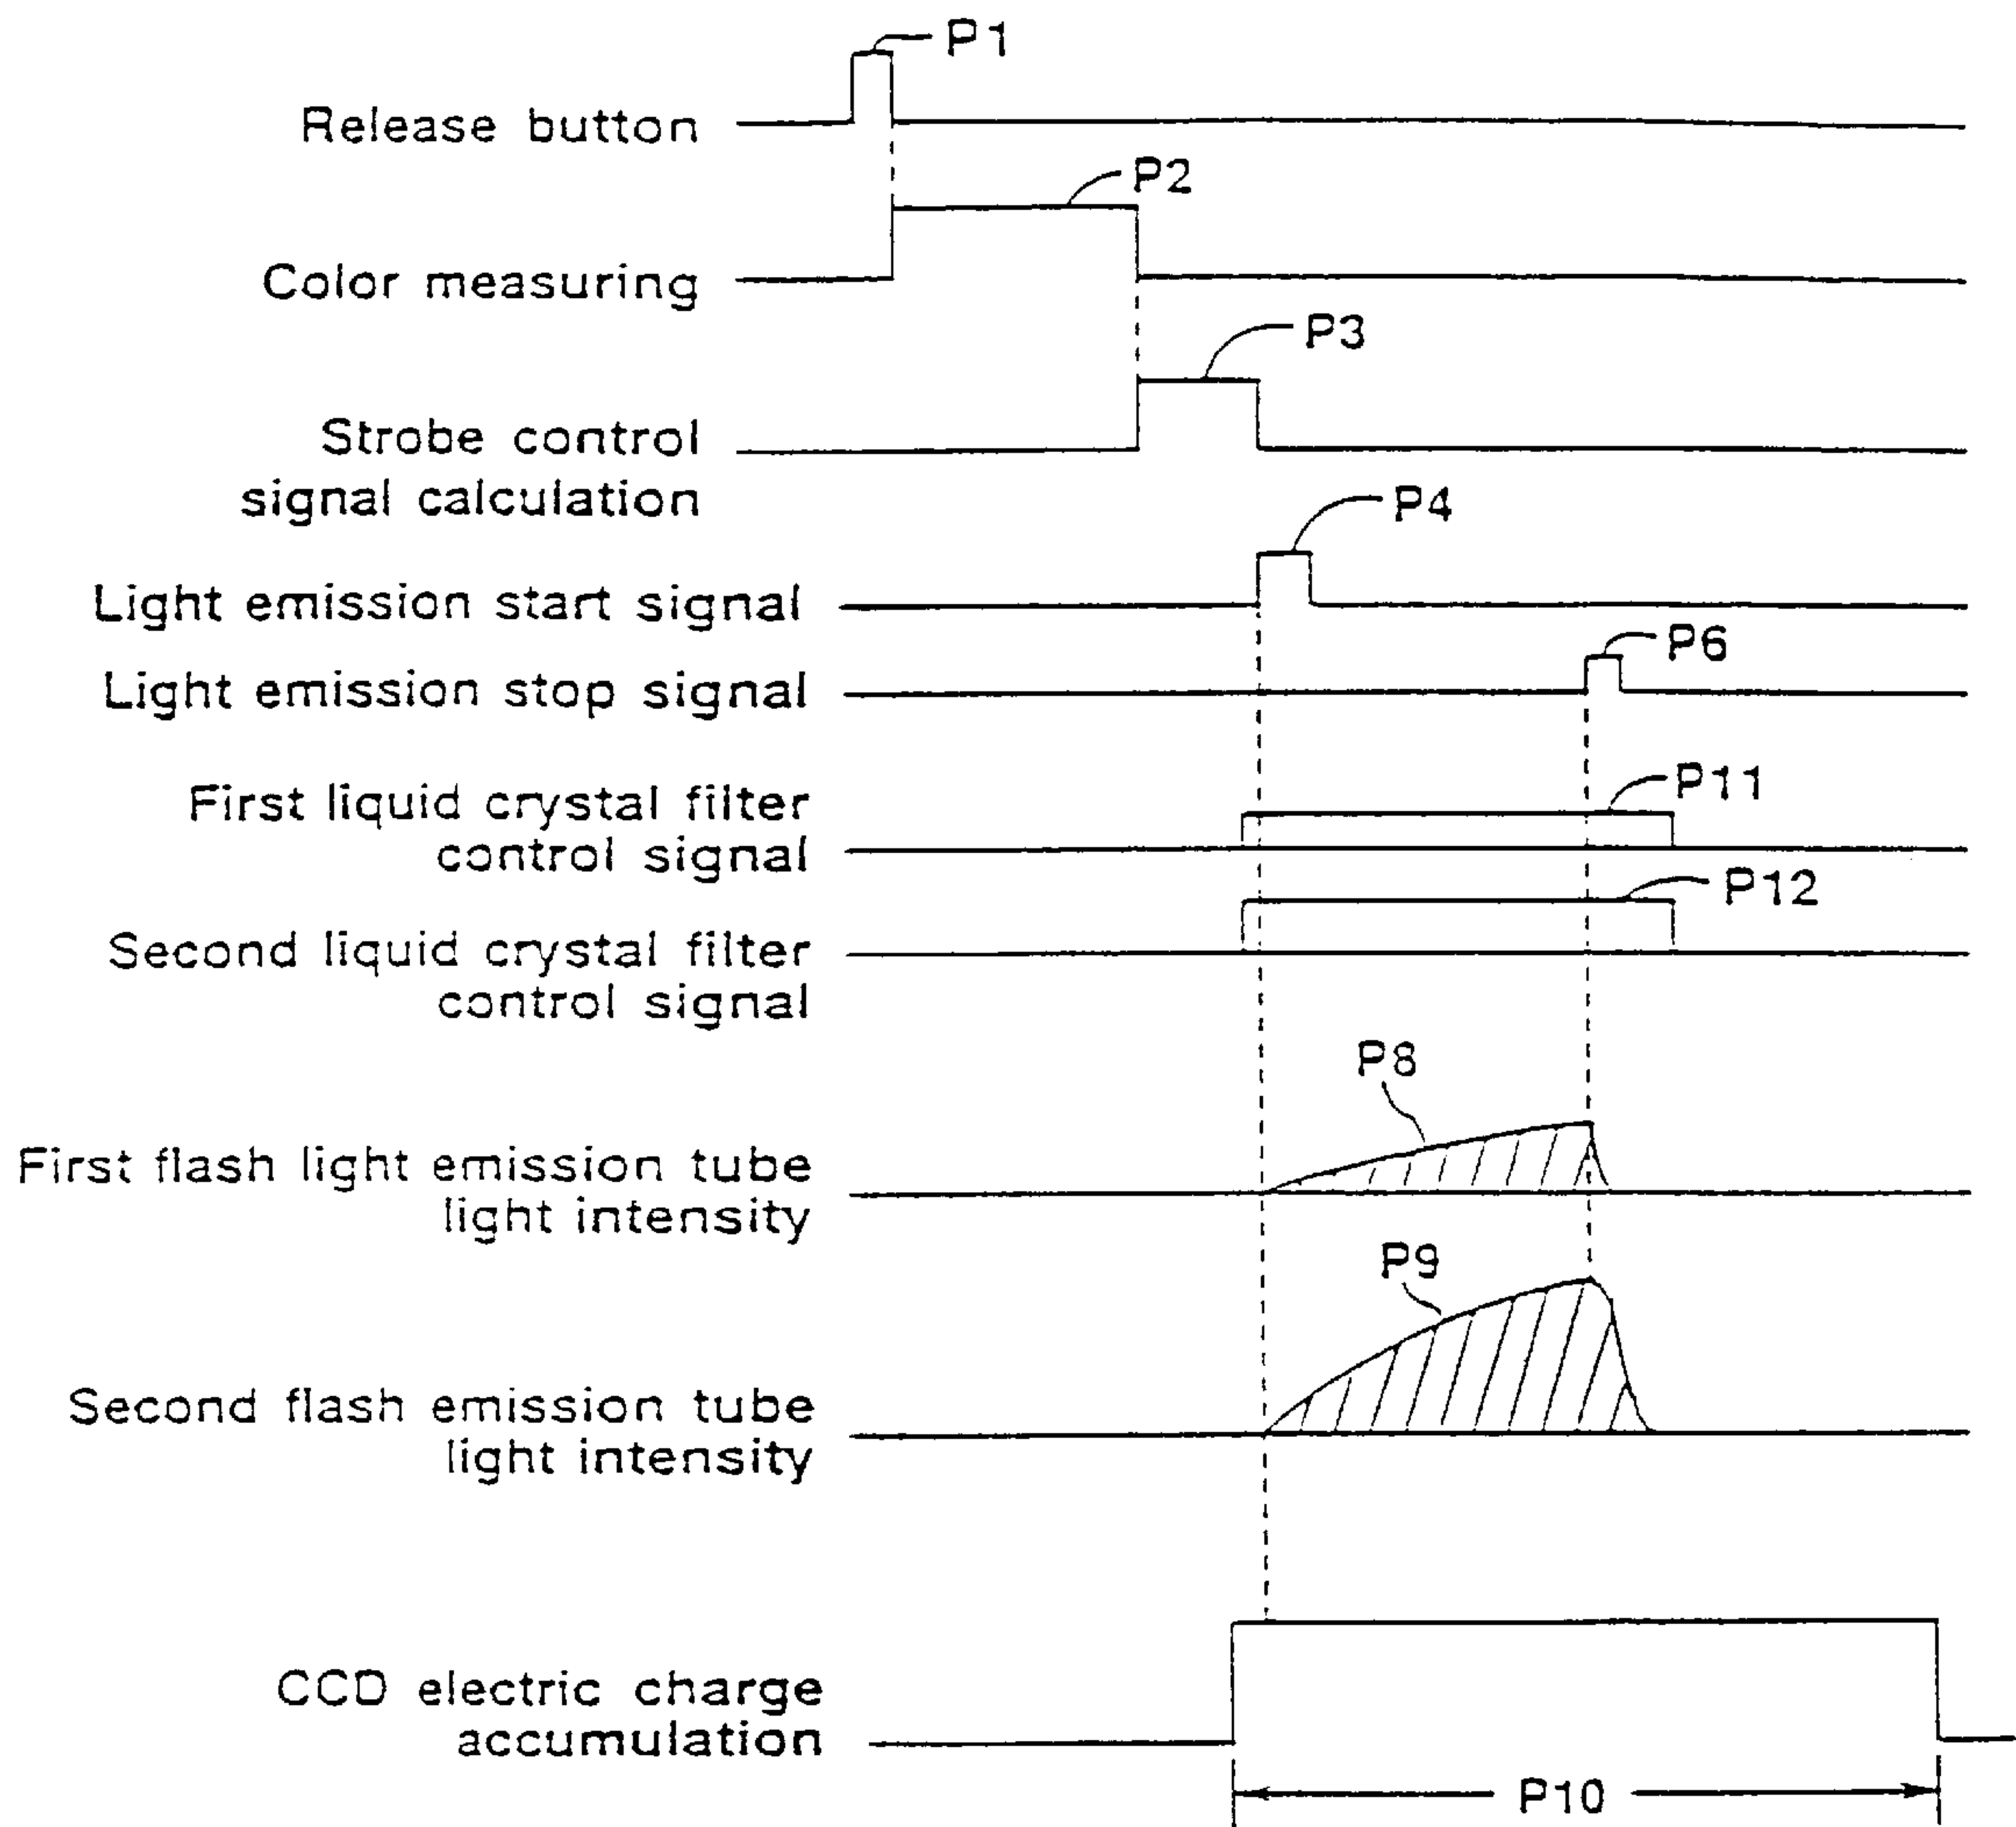 P1
Release button
P2
Color measuring
P3
Strobe control
signal calculation
P4
Light emission start signal
P6
Light emission stop signal
P11
First liquid crystal filter
control signal
P12
Second liquid crystal filter
control signal
P8
First flash light emission tube
light intensity
P9
Second flash emission tube
light intensity
CCD electric charge
accumulation
P10